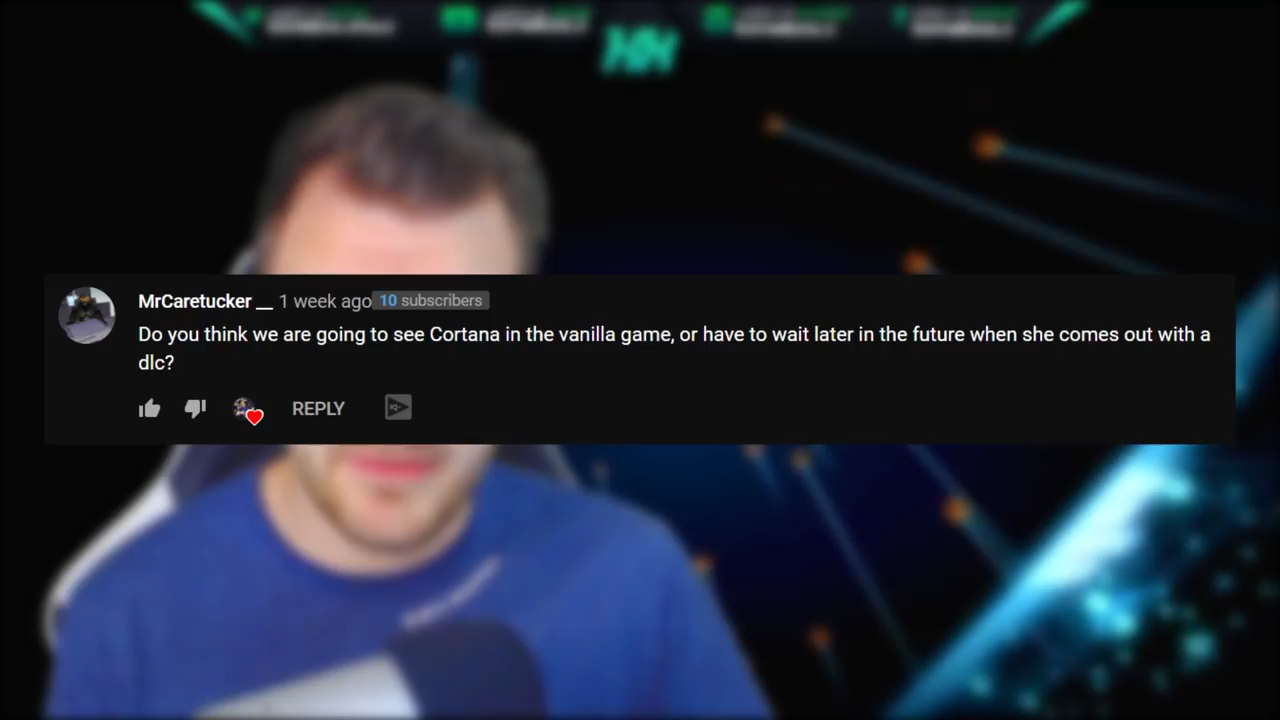 HH
MrCaretucker __ 1 week ago 10 subscribers
Do you think we are going to see Cortana in the vanilla game, or have to wait later in the future when she comes out with a
dlc?
REPLY